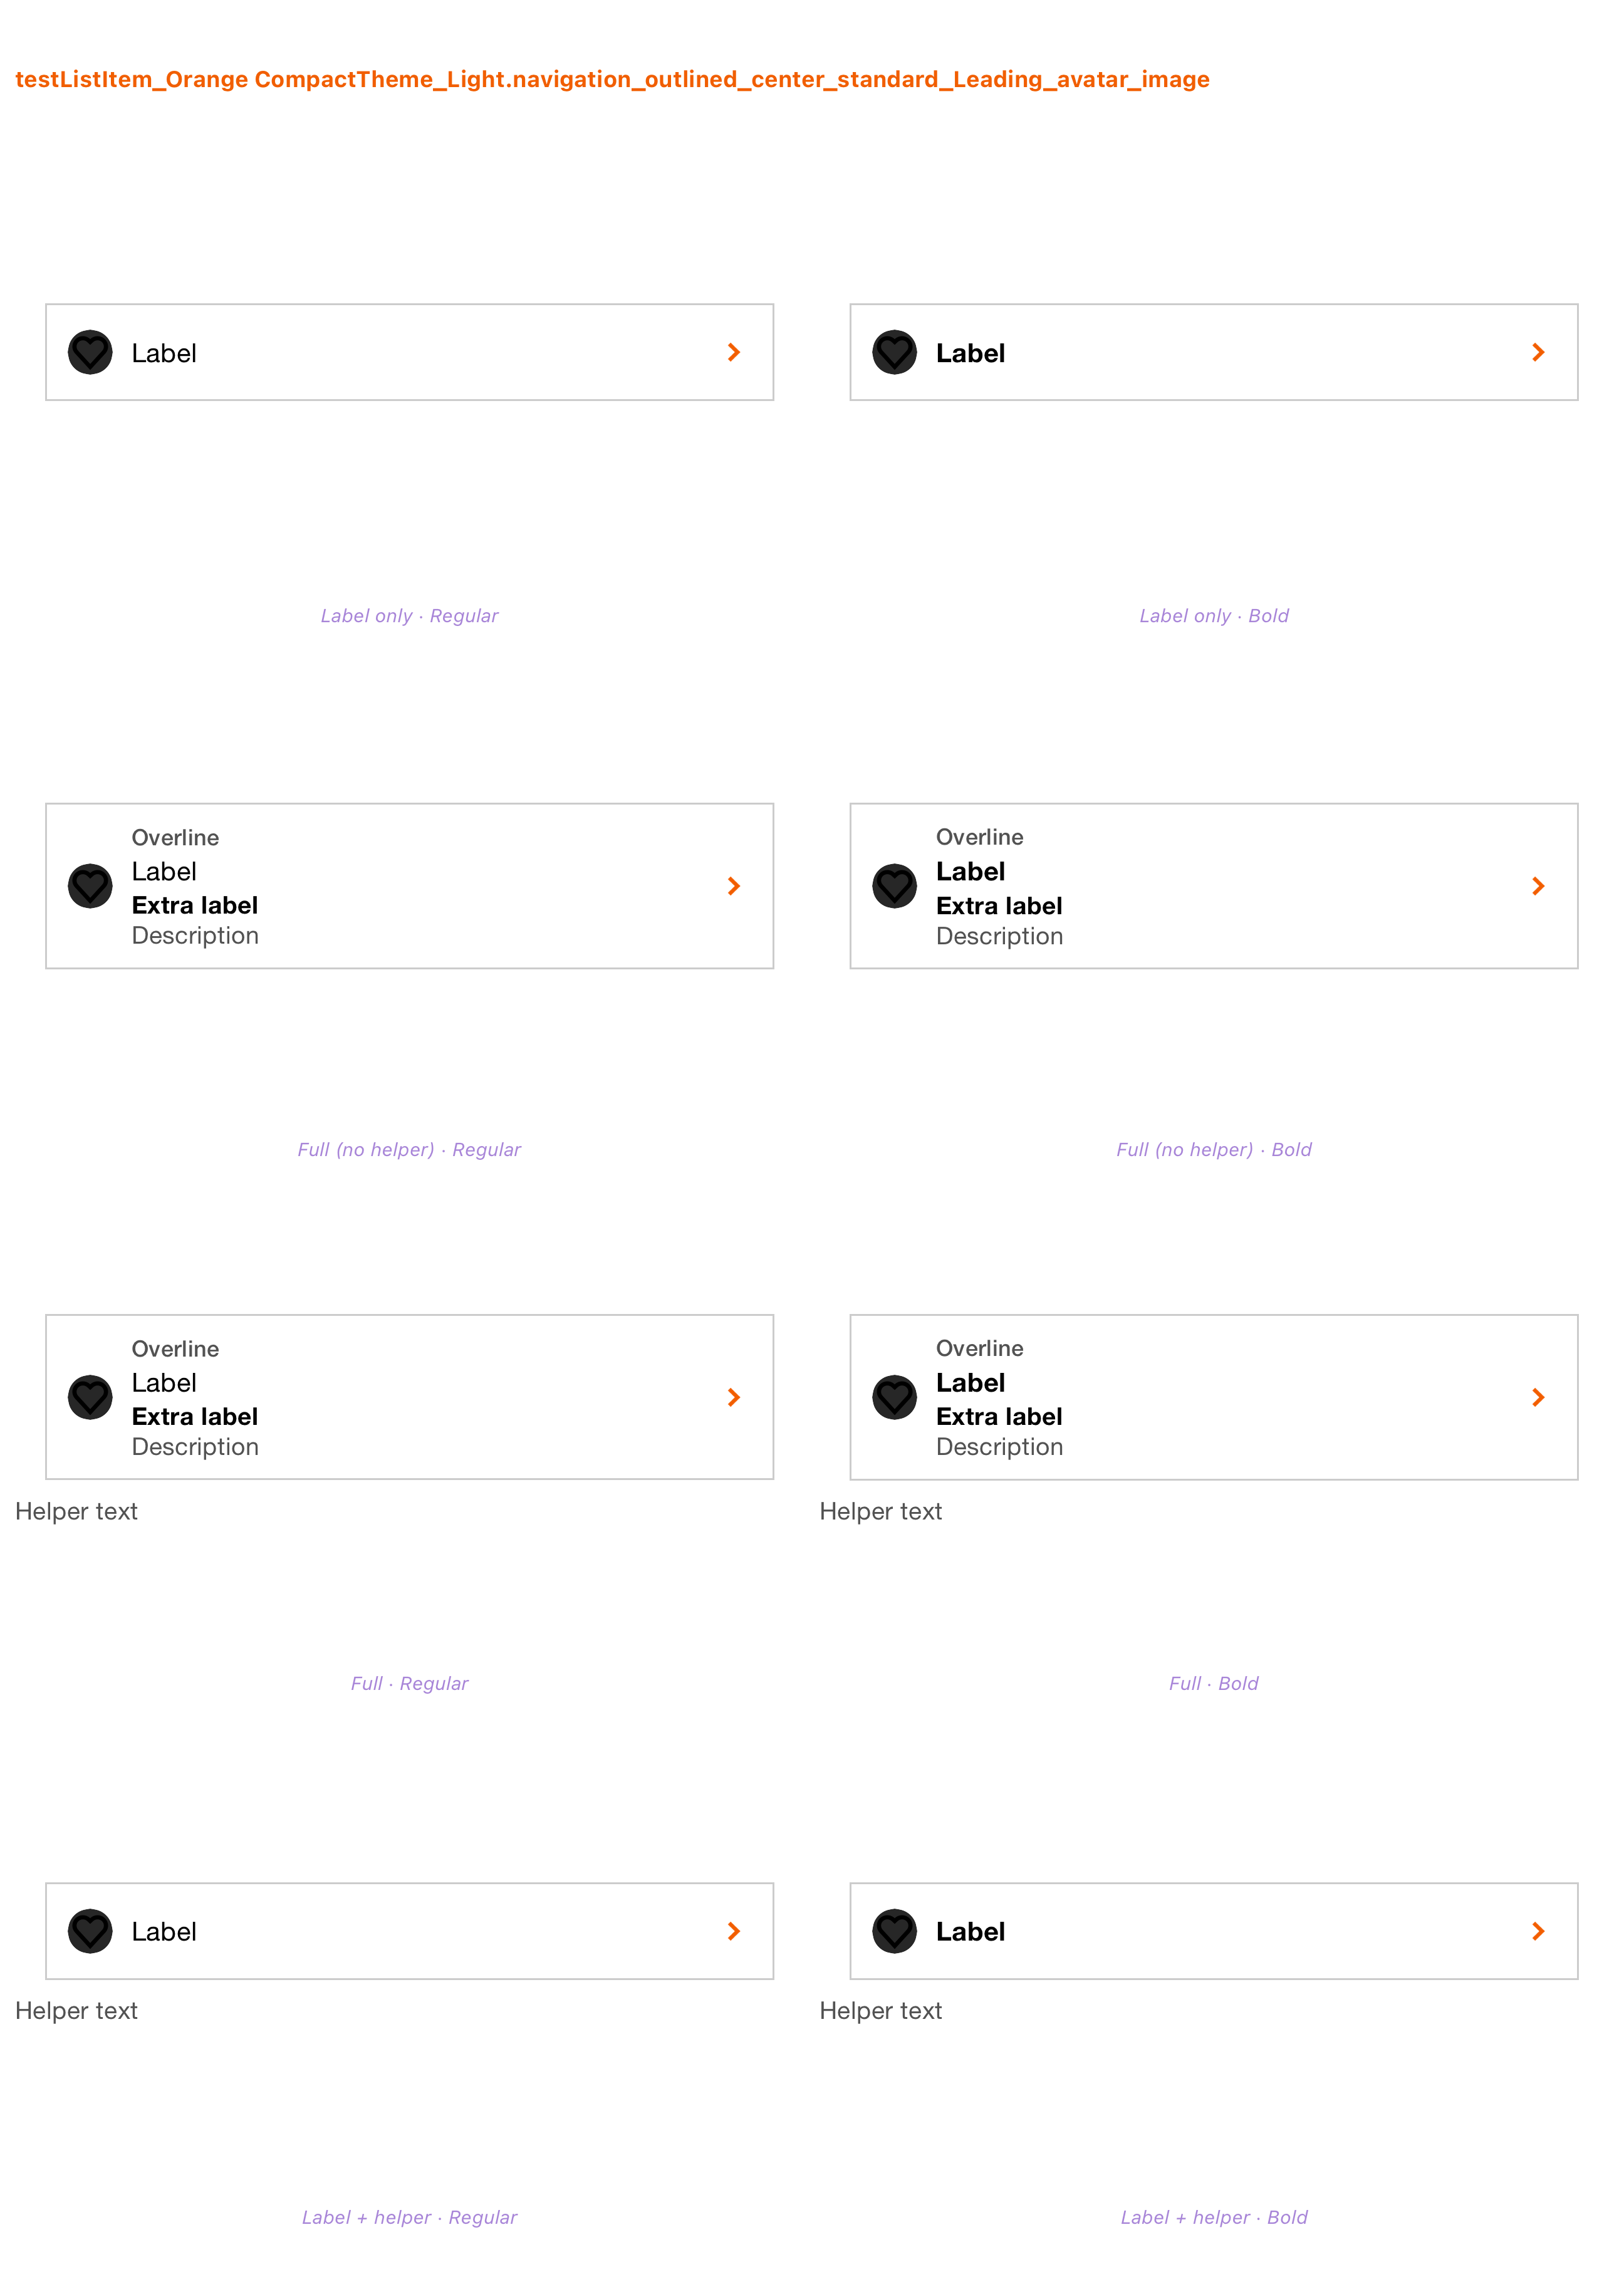 testListItem_Orange CompactTheme_Light.navigation_outlined_center_standard_Leading_avatar_image
Label
Label
Label only · Regular
Label only · Bold
Overline
Label
Extra label
Description
Overline
Label
Extra label
Description
Full (no helper) · Regular
Full (no helper) · Bold
Overline
Label
Extra label
Description
Helper text
Overline
Label
Extra label
Description
Helper text
Full · Regular
Full · Bold
Label
Helper text
Label
Helper text
Label + helper · Regular
Label + helper · Bold